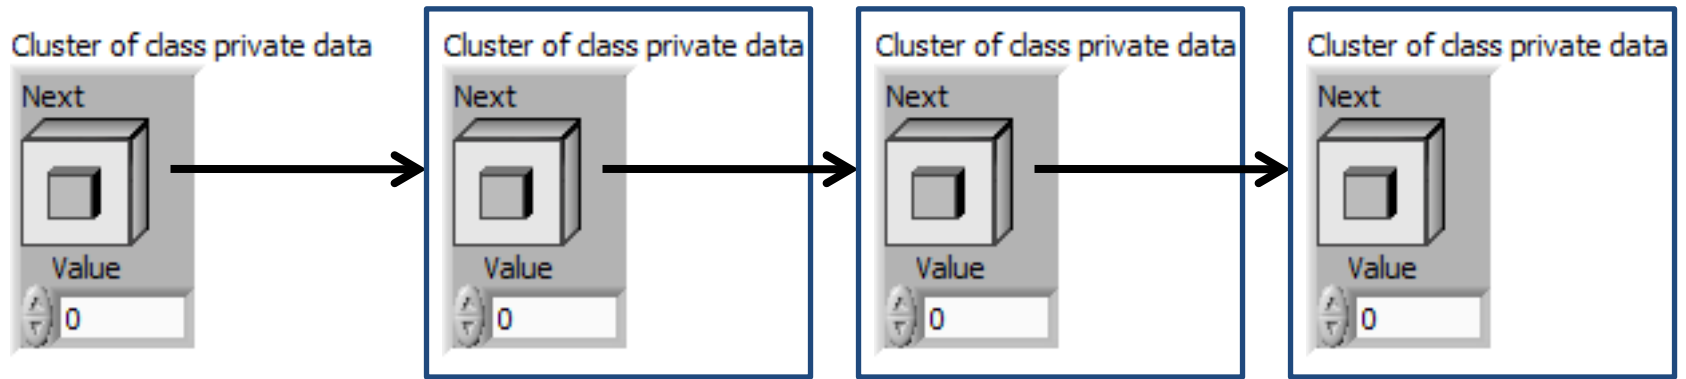 Cluster of class private data Cluster of class private data Cluster of class private data Cluster of class private data
Next Next Next Next
Value Value Value Value
0 0 0 0